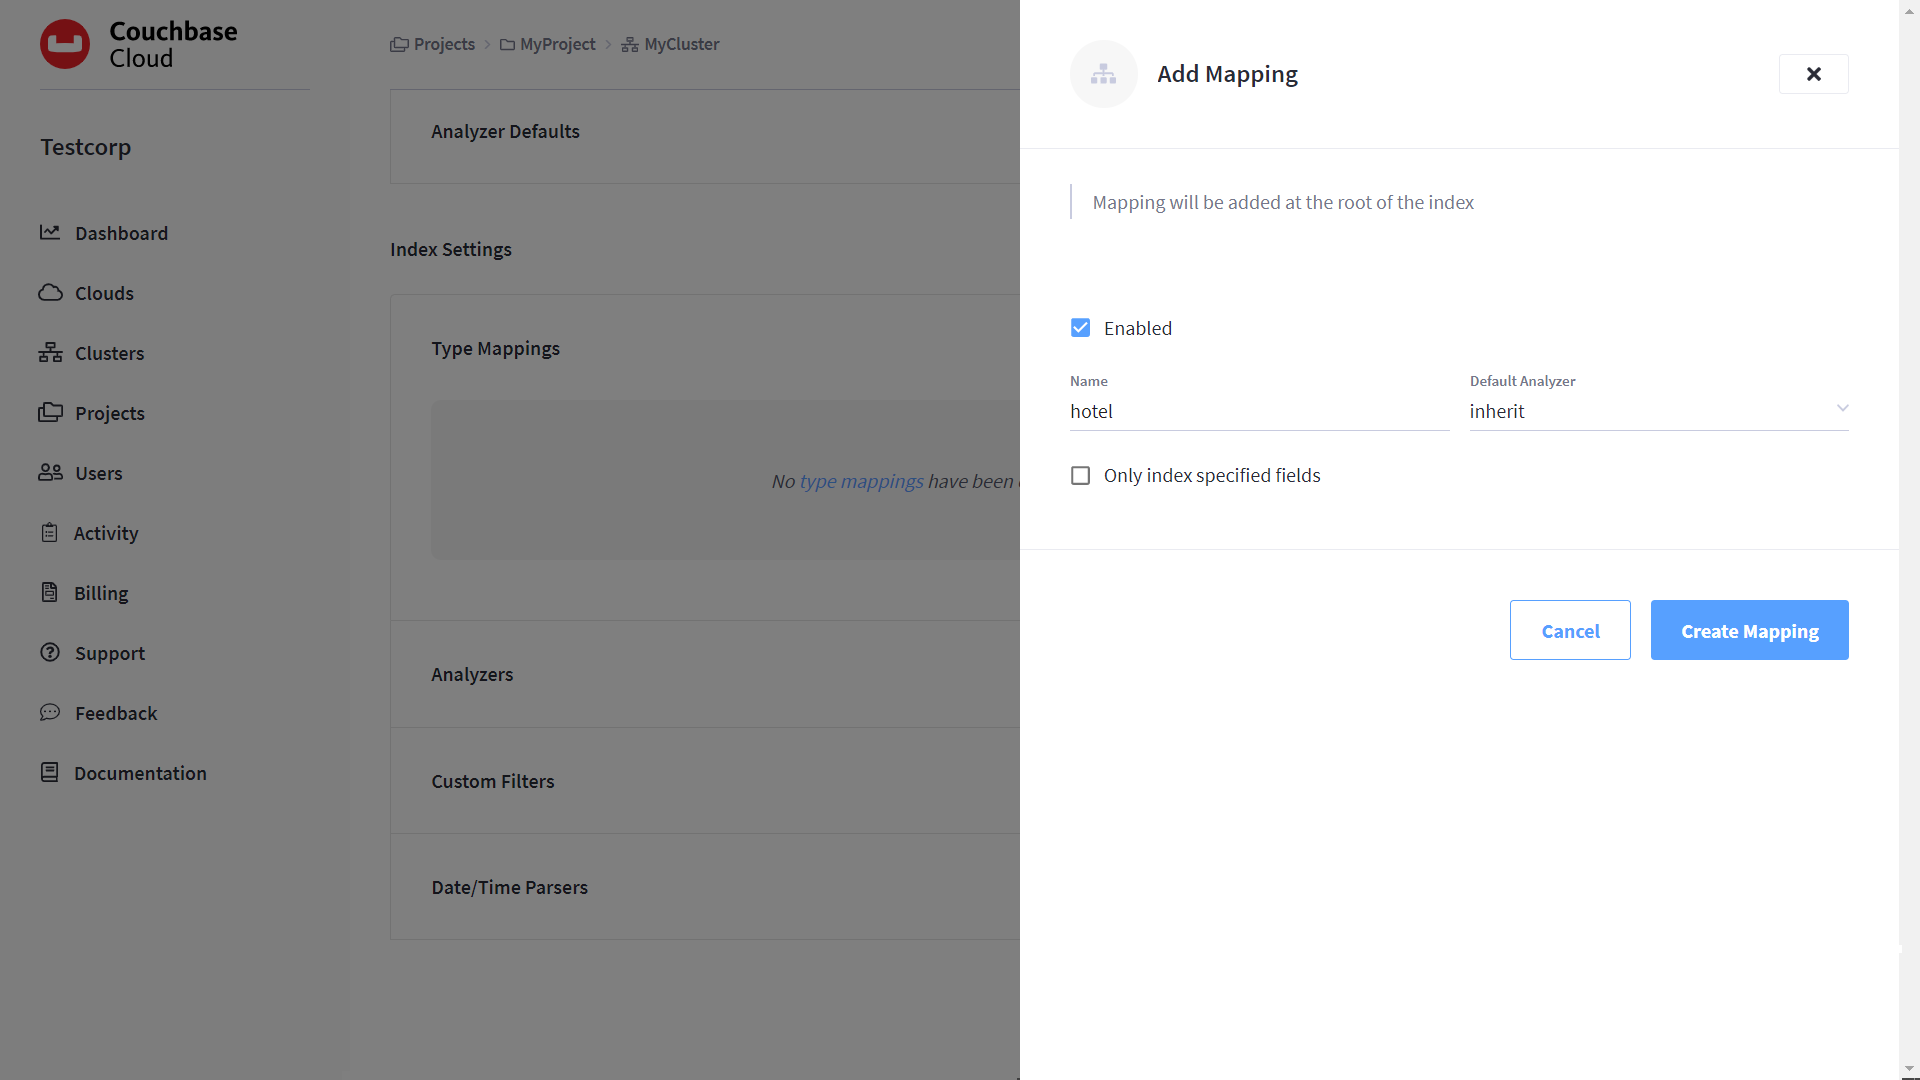 Couchbase
Cloud
Testcorp
Dashboard
Clouds
Clusters
Projects
Users
Activity
Billing
Support
Feedback
Documentation
Projects > MyProject > MyCluster
Analyzer Defaults
Index Settings
Type Mappings
No type mappings have been
Analyzers
Custom Filters
Date/Time Parsers
Add Mapping
Mapping will be added at the root of the index
Enabled
Name
hotel
Default Analyzer
inherit
Only index specified fields
Cancel
Create Mapping